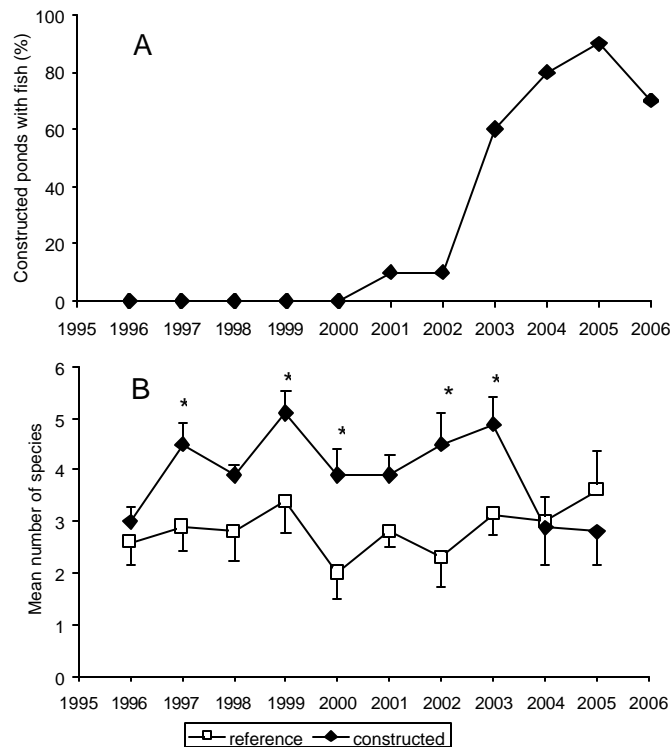 A
Constructed ponds with fish (%)
100
80
60
40
20
0
1995 1996 1997 1998 1999 2000 2001 2002 2003 2004 2005 2006
B
Mean number of species
6
5
4
3
2
1
0
* * * * *
1995 1996 1997 1998 1999 2000 2001 2002 2003 2004 2005 2006
reference constructed